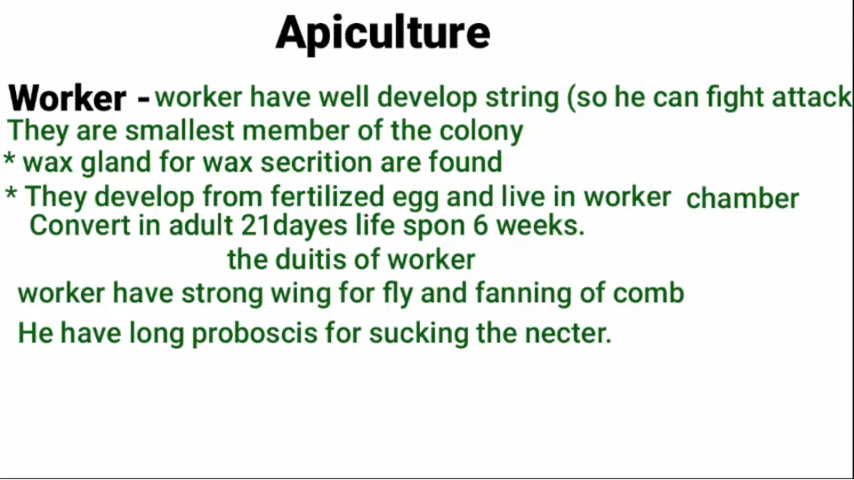 Apiculture
Worker - worker have well develop string (so he can fight attack
They are smallest member of the colony
* wax gland for wax secrition are found
* They develop from fertilized egg and live in worker chamber
Convert in adult 21dayes life spon 6 weeks.
the duitis of worker
worker have strong wing for fly and fanning of comb
He have long proboscis for sucking the necter.